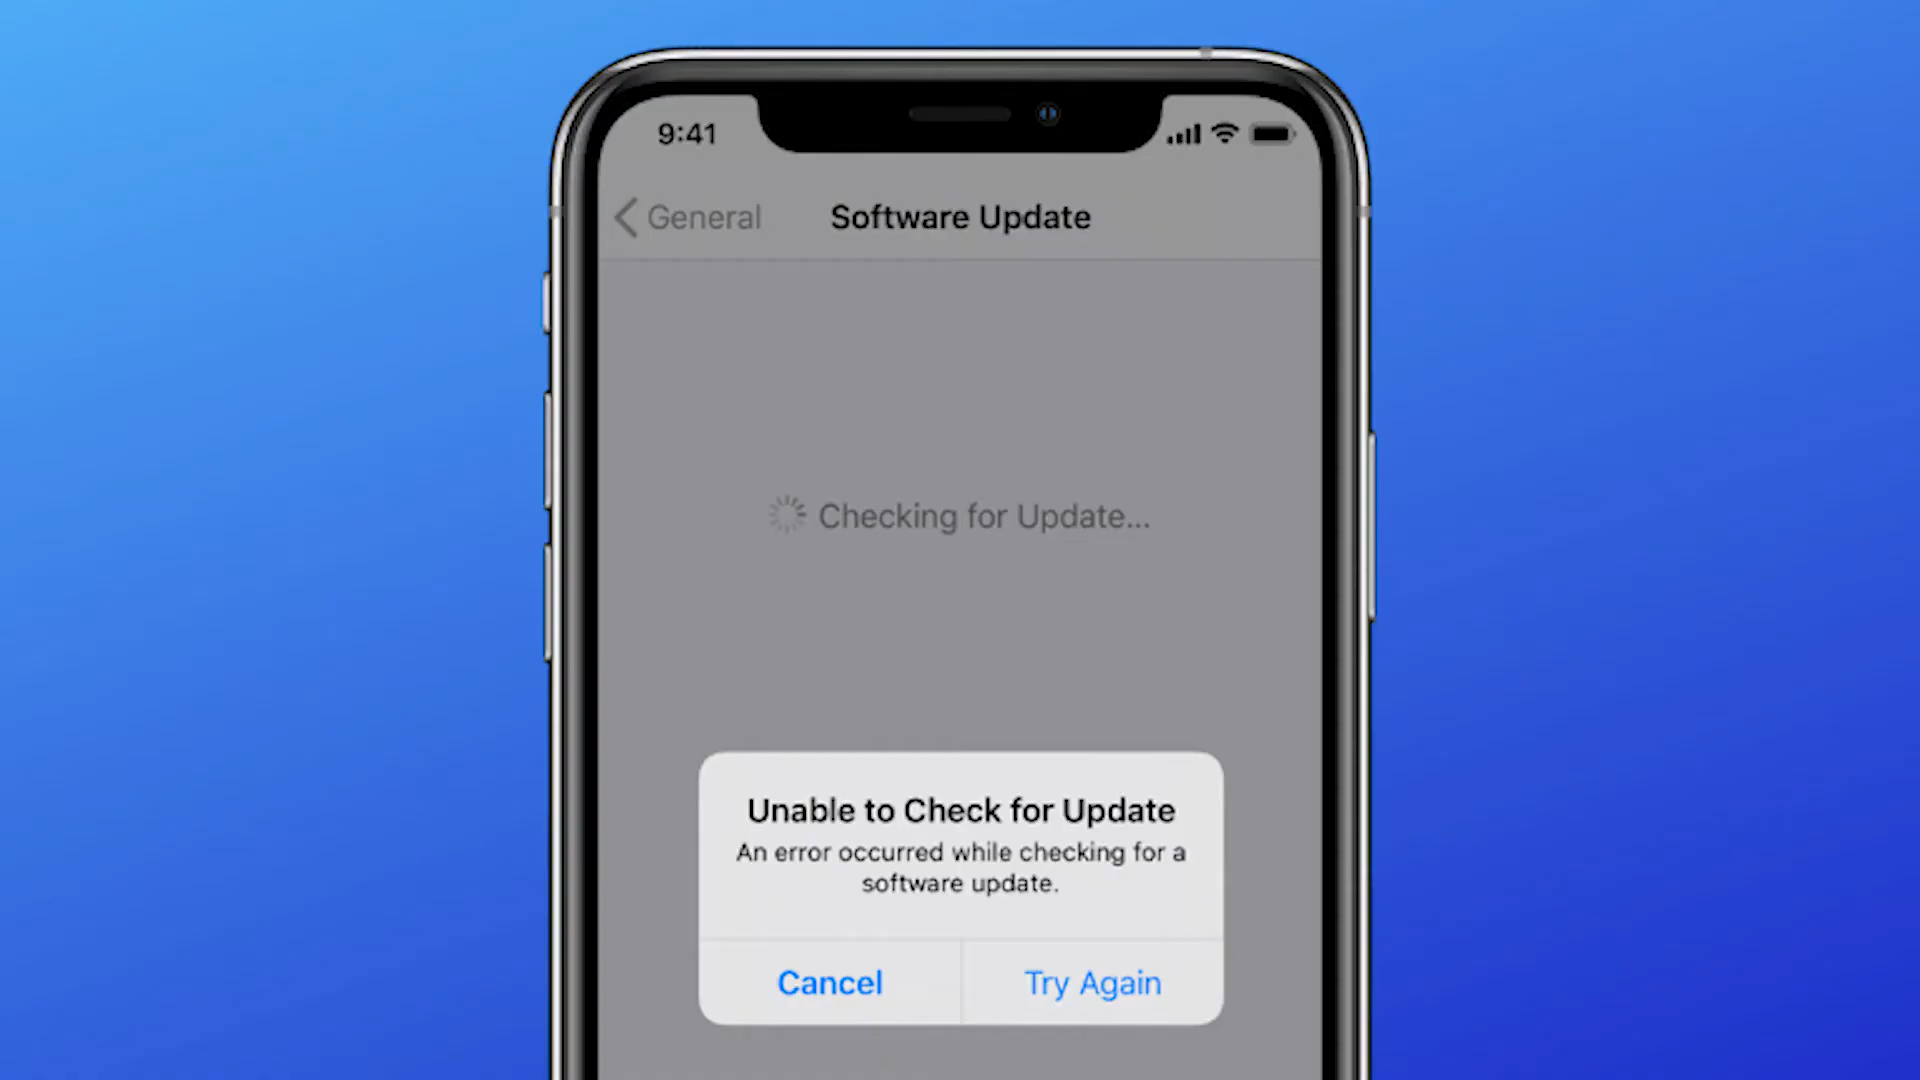 9:41
General
Software Update
Checking for Update...
Unable to Check for Update
An error occurred while checking for a
software update.
Cancel
Try Again